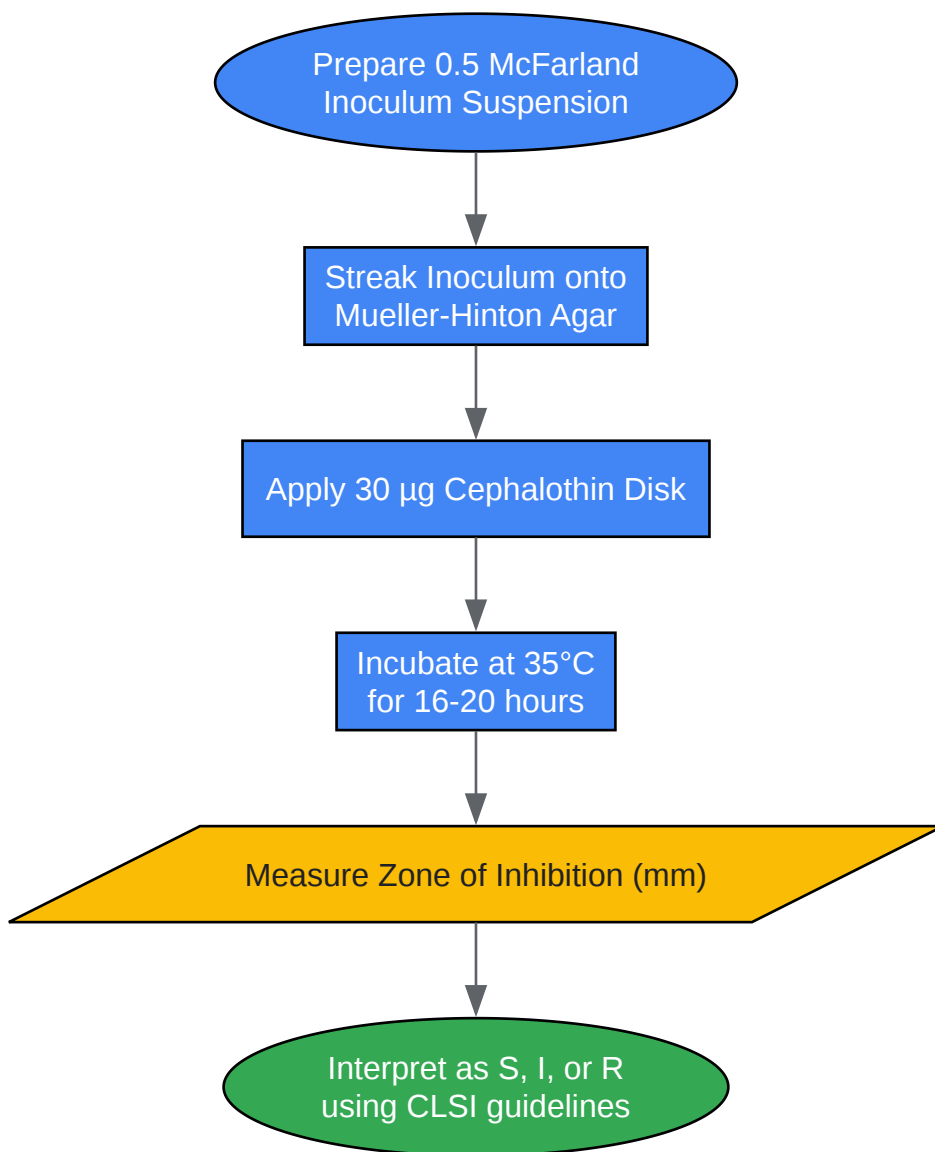 Prepare 0.5 McFarland
Inoculum Suspension
Streak Inoculum onto
Mueller-Hinton Agar
Apply 30 µg Cephalothin Disk
Incubate at 35°C
for 16-20 hours
Measure Zone of Inhibition (mm)
Interpret as S, I, or R
using CLSI guidelines